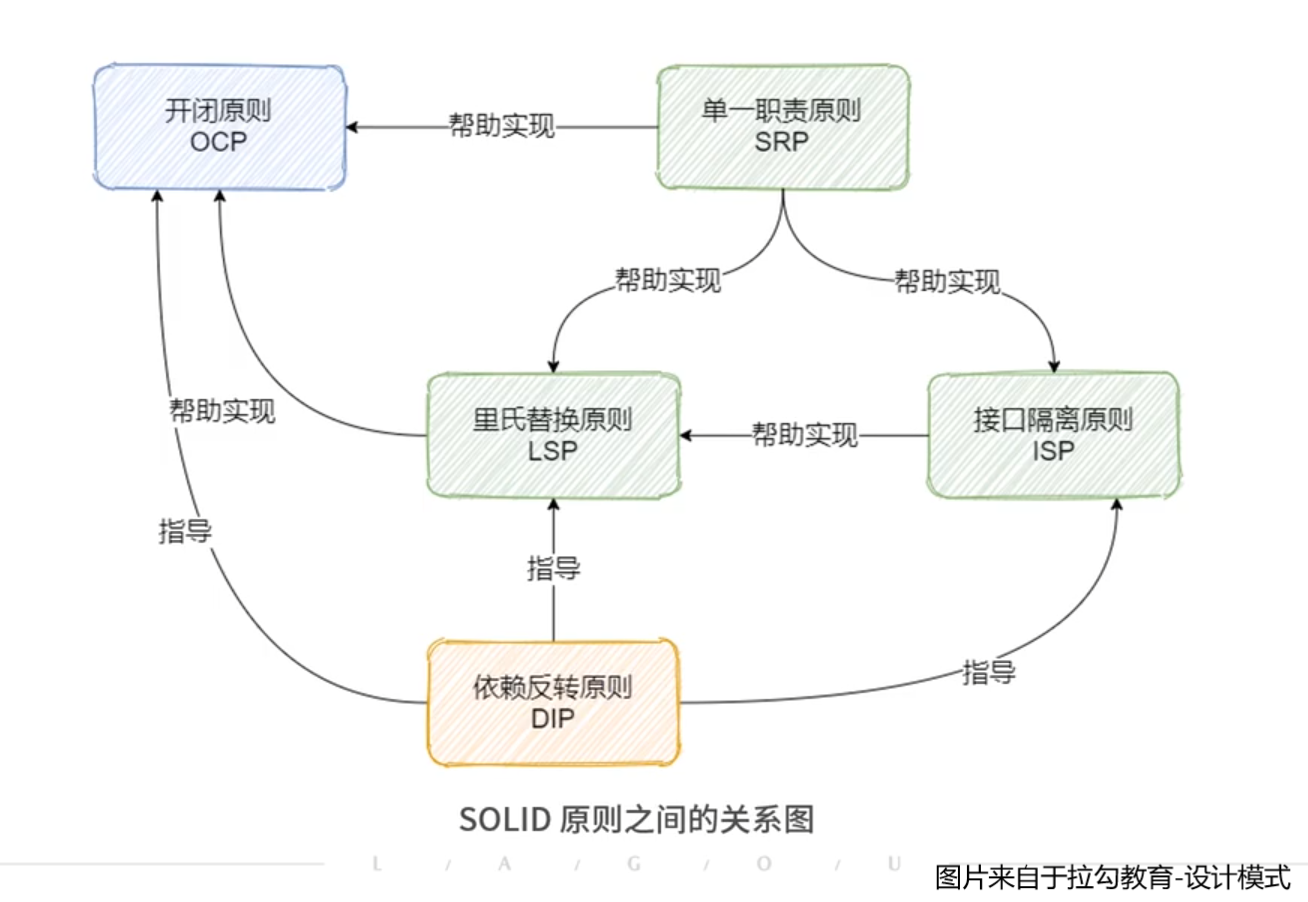 开闭原则
OCP
帮助实现
单一职责原则
SRP
帮助实现
帮助实现
帮助实现
里氏替换原则
LSP
帮助实现
接口隔离原则
ISP
指导
指导
指导
依赖反转原则
DIP
SOLID 原则之间的关系图
L / A / G / O / U
图片来自于拉勾教育-设计模式